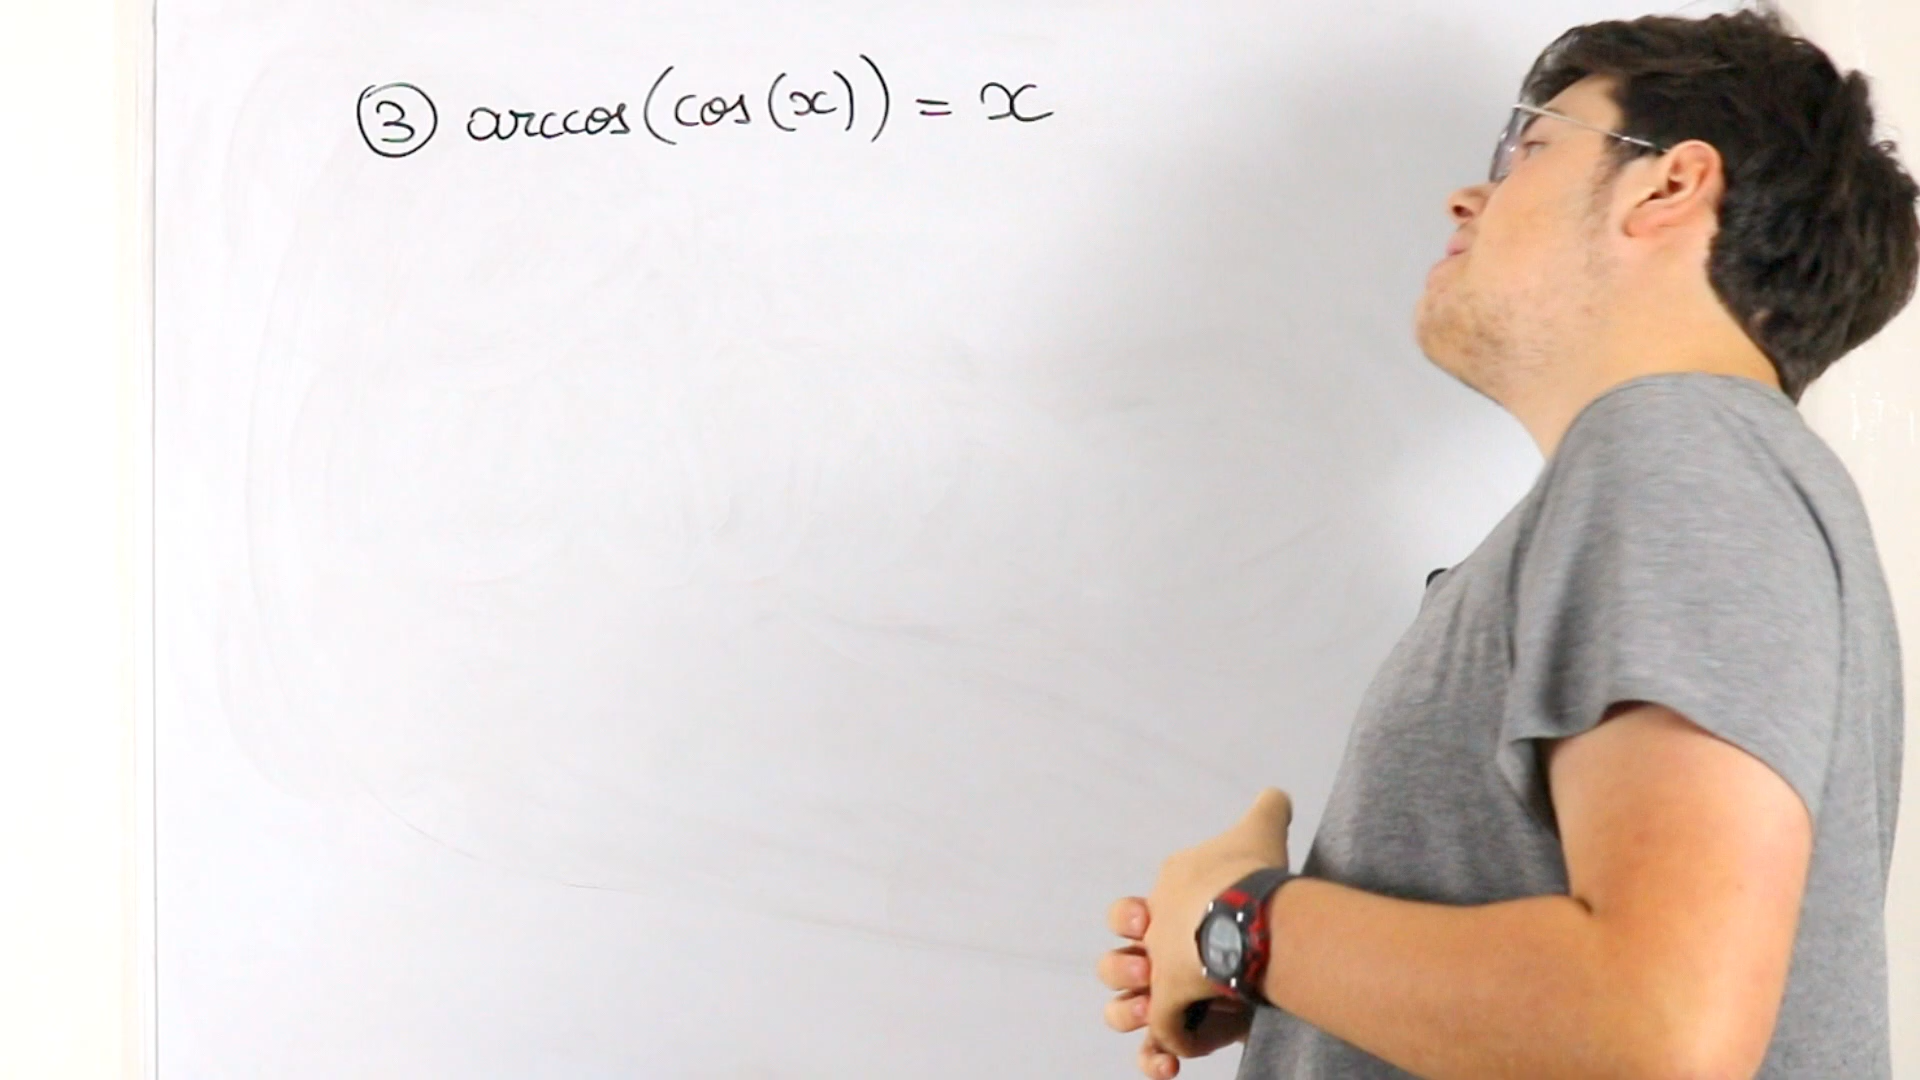 ③ arccos(cos(x)) = x